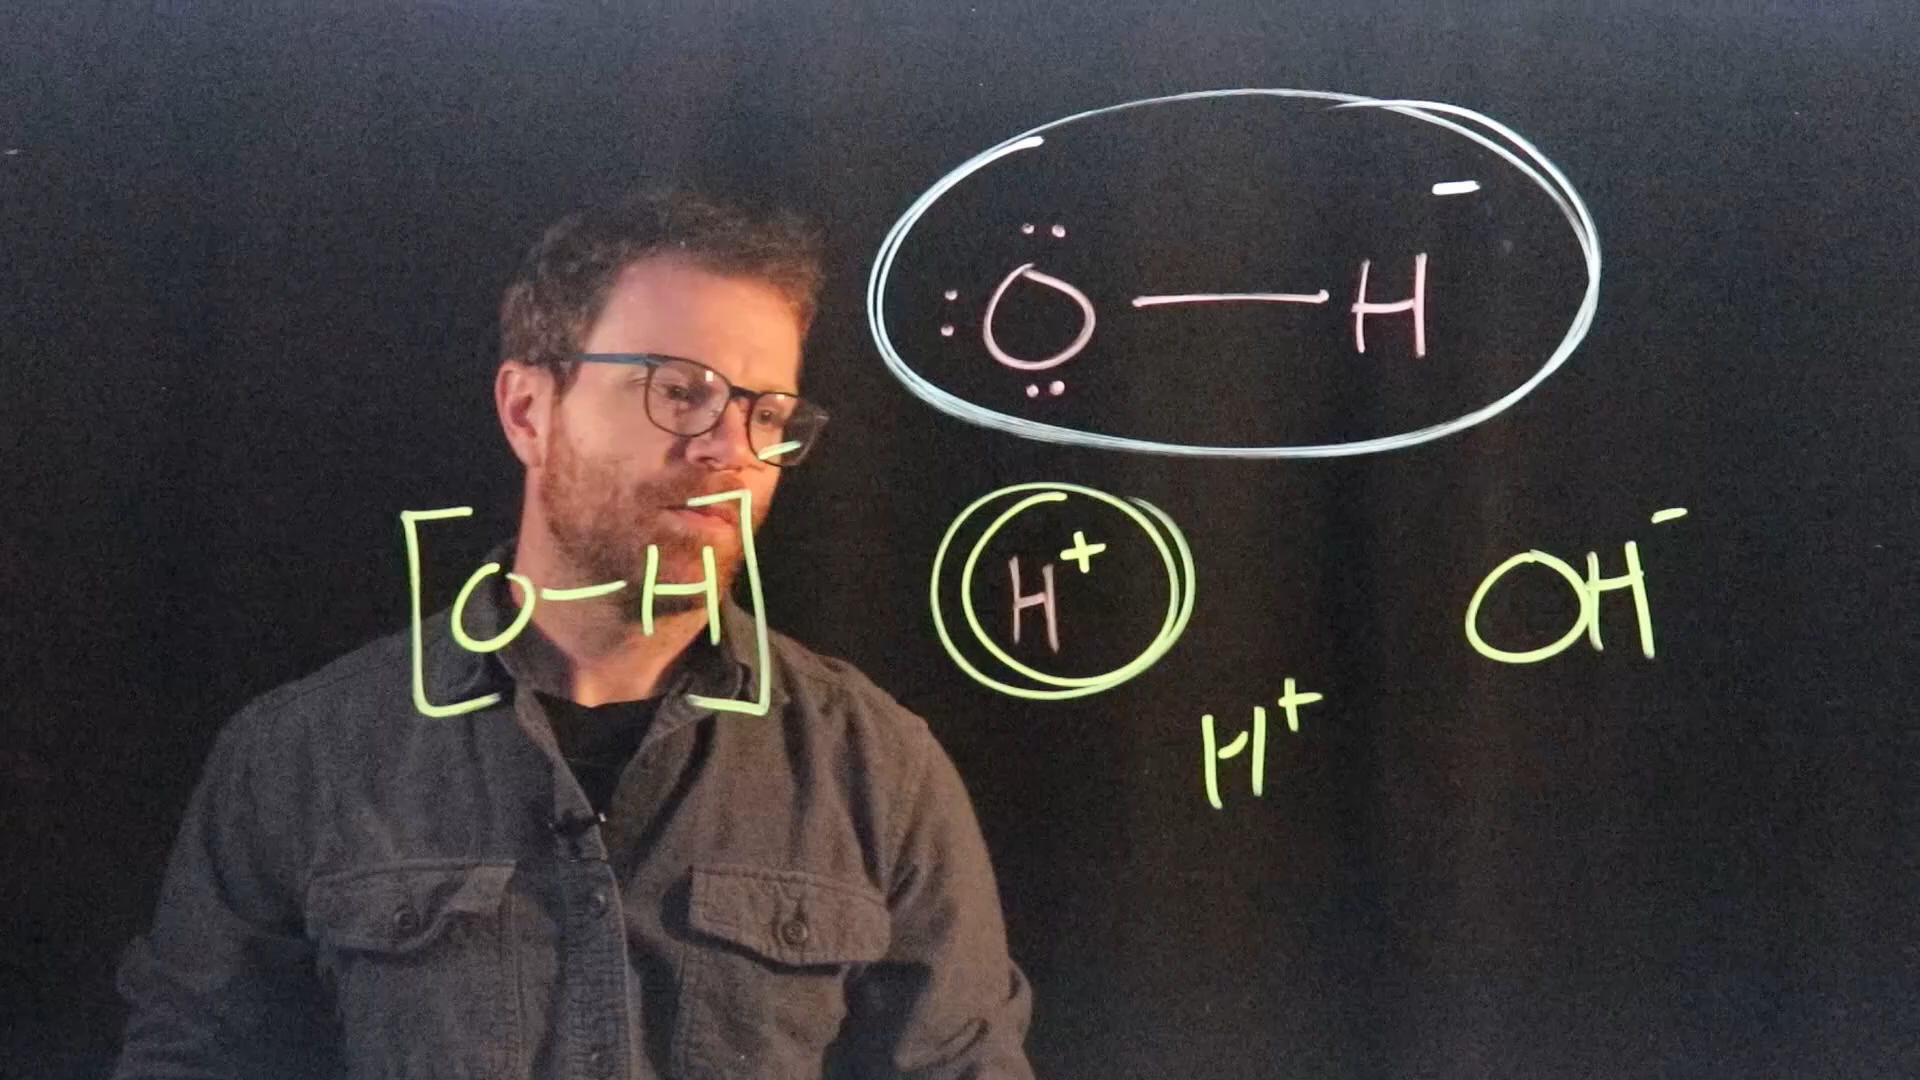 :Ö — H⁻
[O-H]⁻
H⁺
OH⁻
H⁺